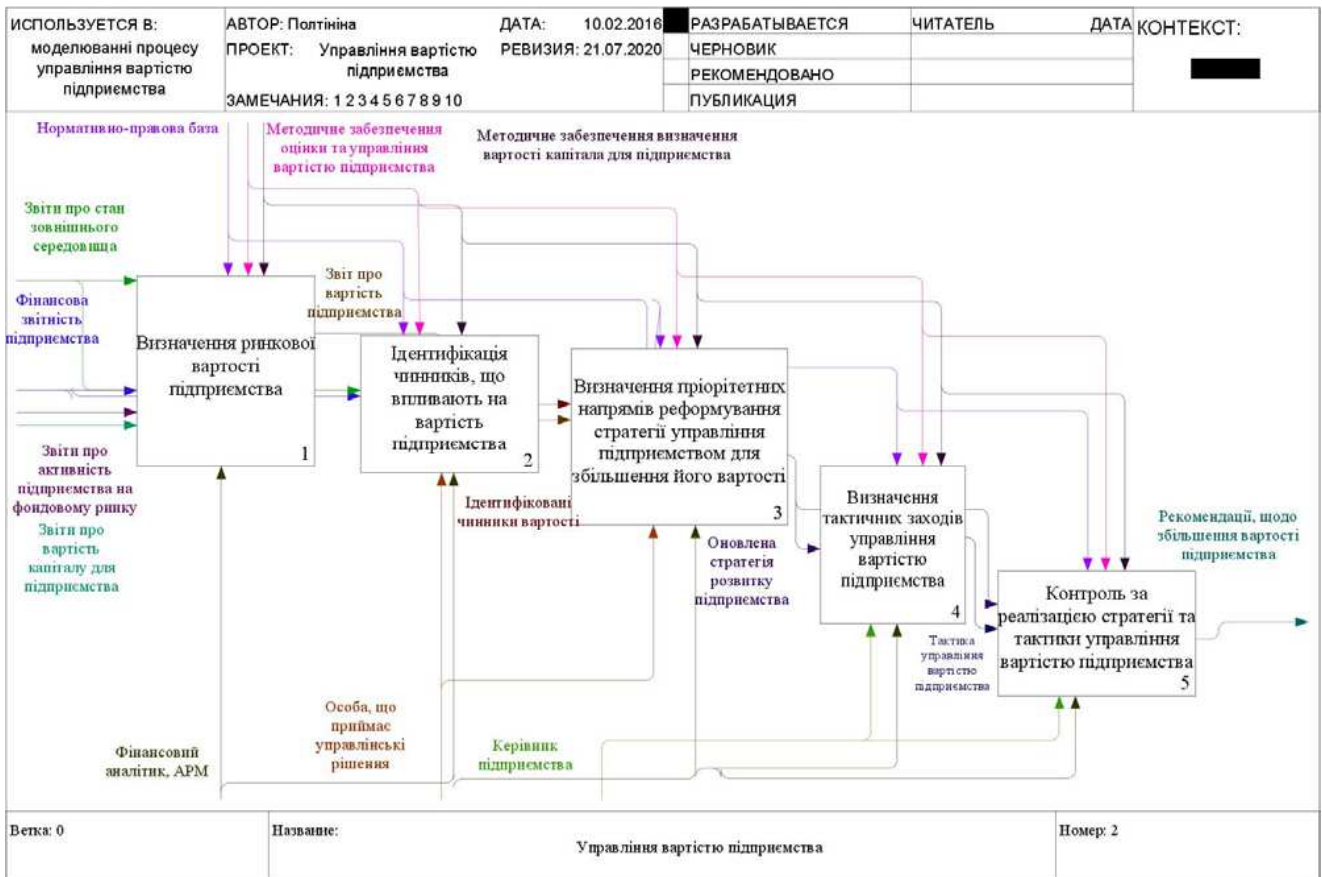 ИСПОЛЬЗУЕТСЯ В:
моделюванні процесу
управління вартістю
підприємства
АВТОР: Полтініна
ДАТА: 10.02.2016
ПРОЕКТ: Управління вартістю
підприємства
РЕВИЗИЯ: 21.07.2020
ЗАМЕЧАНИЯ: 1 2 3 4 5 6 7 8 9 10
РАЗРАБАТЫВАЕТСЯ
ЧЕРНОВИК
РЕКОМЕНДОВАНО
ПУБЛИКАЦИЯ
ЧИТАТЕЛЬ
ДАТА
КОНТЕКСТ:
Нормативно-правова база
Методичне забезпечення
оцінки та управління
вартістю підприємства
Методичне забезпечення визначення
вартості капітала для підприємства
Звіти про стан
зовнішнього
середовища
Фінансова
звітність
підприємства
Звіт про
вартість
підприємства
Визначення ринкової
вартості
підприємства
1
Ідентифікація
чинників, що
впливають на
вартість
підприємства
2
Визначення пріорітетних
напрямів реформування
стратегії управління
підприємством для
збільшення його вартості
3
Звіти про
активність
підприємства на
фондовому ринку
Звіти про
вартість
капіталу для
підприємства
Ідентифіковані
чинники вартості
Визначення
тактичних заходів
управління
вартістю
підприємства
4
Оновлена
стратегія
розвитку
підприємства
Рекомендації, щодо
збільшення вартості
підприємства
Контроль за
реалізацією стратегії та
тактики управління
вартістю підприємства
5
Тактика
управління
вартістю
підприємства
Особа, що
приймає
управлінські
рішення
Фінансовий
аналітик, АРМ
Керівник
підприємства
Ветка: 0
Название:
Управління вартістю підприємства
Номер: 2